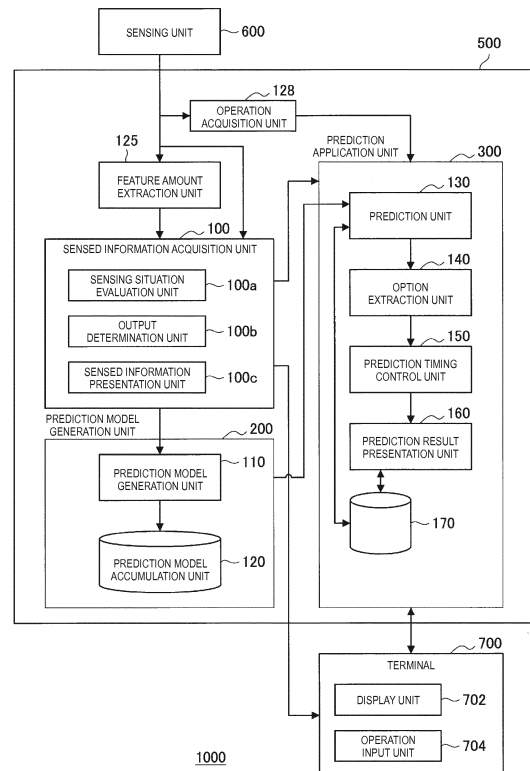 SENSING UNIT
600
500
128
OPERATION
ACQUISITION UNIT
125
FEATURE AMOUNT
EXTRACTION UNIT
PREDICTION
APPLICATION UNIT
300
130
PREDICTION UNIT
100
SENSED INFORMATION ACQUISITION UNIT
SENSING SITUATION
EVALUATION UNIT
100a
OUTPUT
DETERMINATION UNIT
100b
SENSED INFORMATION
PRESENTATION UNIT
100c
140
OPTION
EXTRACTION UNIT
150
PREDICTION TIMING
CONTROL UNIT
160
PREDICTION RESULT
PRESENTATION UNIT
170
PREDICTION MODEL
GENERATION UNIT
200
PREDICTION MODEL
GENERATION UNIT
110
PREDICTION MODEL
ACCUMULATION UNIT
120
700
TERMINAL
DISPLAY UNIT
702
OPERATION
INPUT UNIT
704
1000